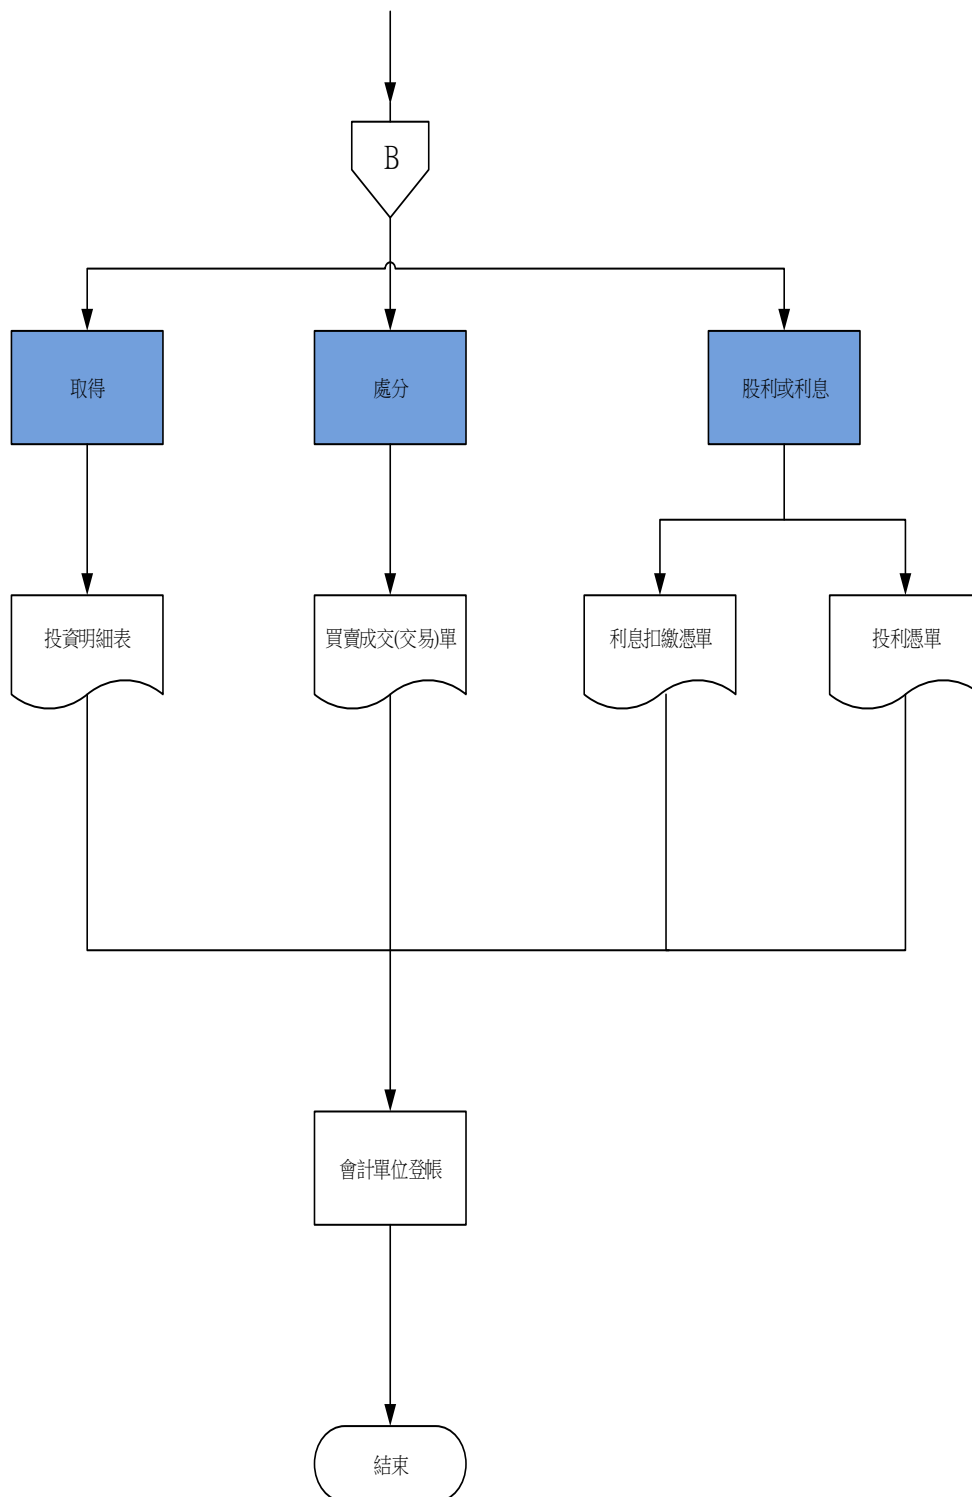 B
取得
處分
股利或利息
投資明細表
買賣成交(交易)單
利息扣繳憑單
投利憑單
會計單位登帳
結束